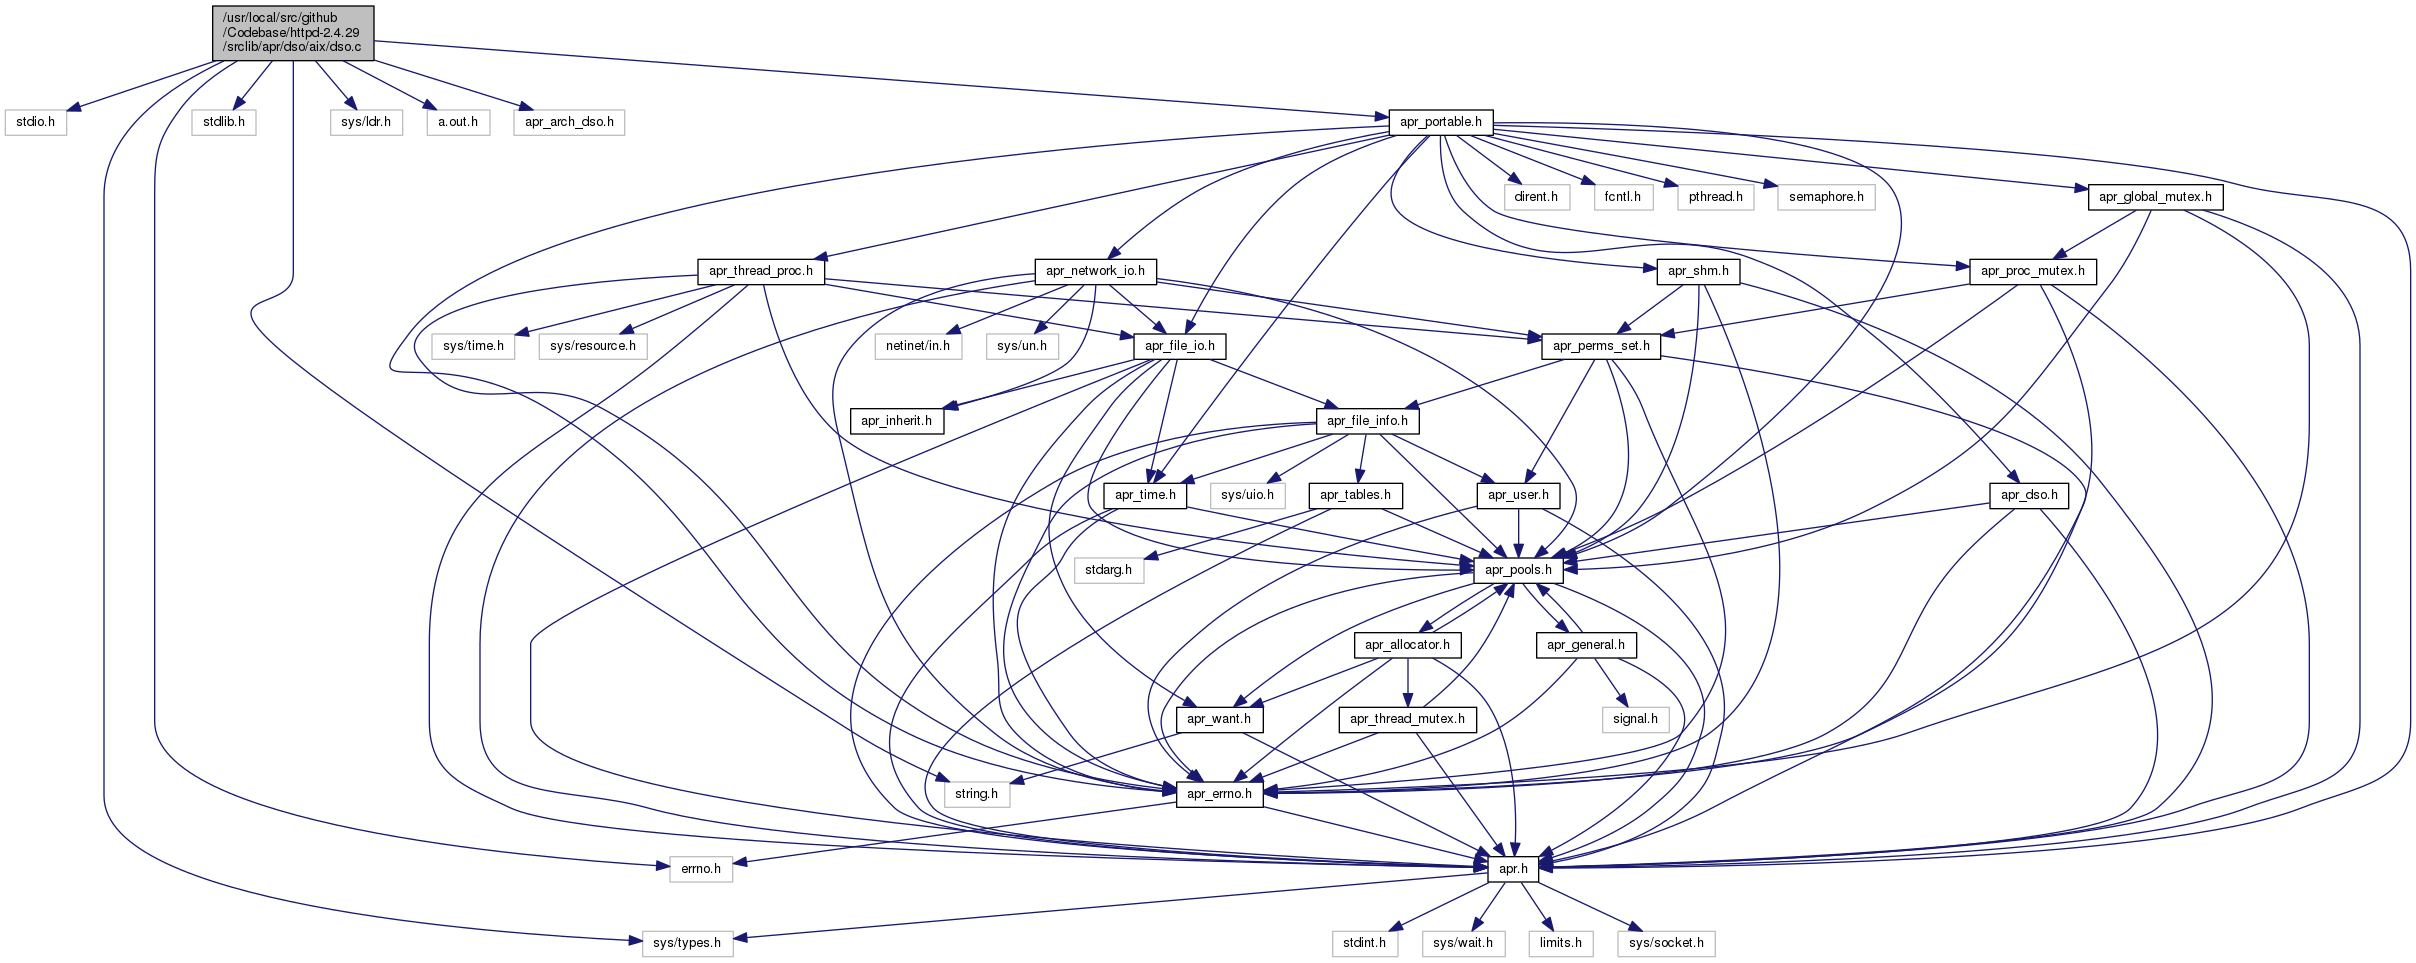 /usr/local/src/github
/Codebase/httpd-2.4.29
/srclib/apr/dso/aix/dso.c
stdio.h
stdlib.h
sys/ldr.h
a.out.h
apr_arch_dso.h
apr_portable.h
dirent.h
fcntl.h
pthread.h
semaphore.h
apr_global_mutex.h
apr_thread_proc.h
apr_network_io.h
apr_shm.h
apr_proc_mutex.h
sys/time.h
sys/resource.h
netinet/in.h
sys/un.h
apr_file_io.h
apr_perms_set.h
apr_inherit.h
apr_file_info.h
apr_time.h
sys/uio.h
apr_tables.h
apr_user.h
apr_dso.h
stdarg.h
apr_pools.h
apr_allocator.h
apr_general.h
apr_want.h
apr_thread_mutex.h
signal.h
string.h
apr_errno.h
errno.h
apr.h
sys/types.h
stdint.h
sys/wait.h
limits.h
sys/socket.h